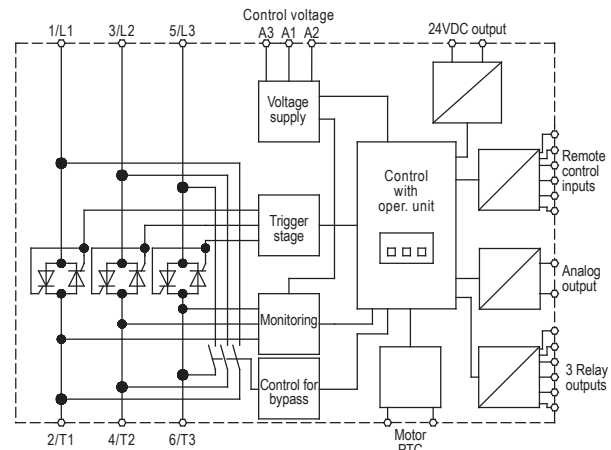 Control voltage
1/L1 3/L2 5/L3 A3 A1 A2 24VDC output
Voltage
supply
Control
with
oper. unit
Remote
control
inputs
Trigger
stage
Analog
output
Monitoring
Control for
bypass
3 Relay
outputs
2/T1 4/T2 6/T3 Motor
PTC